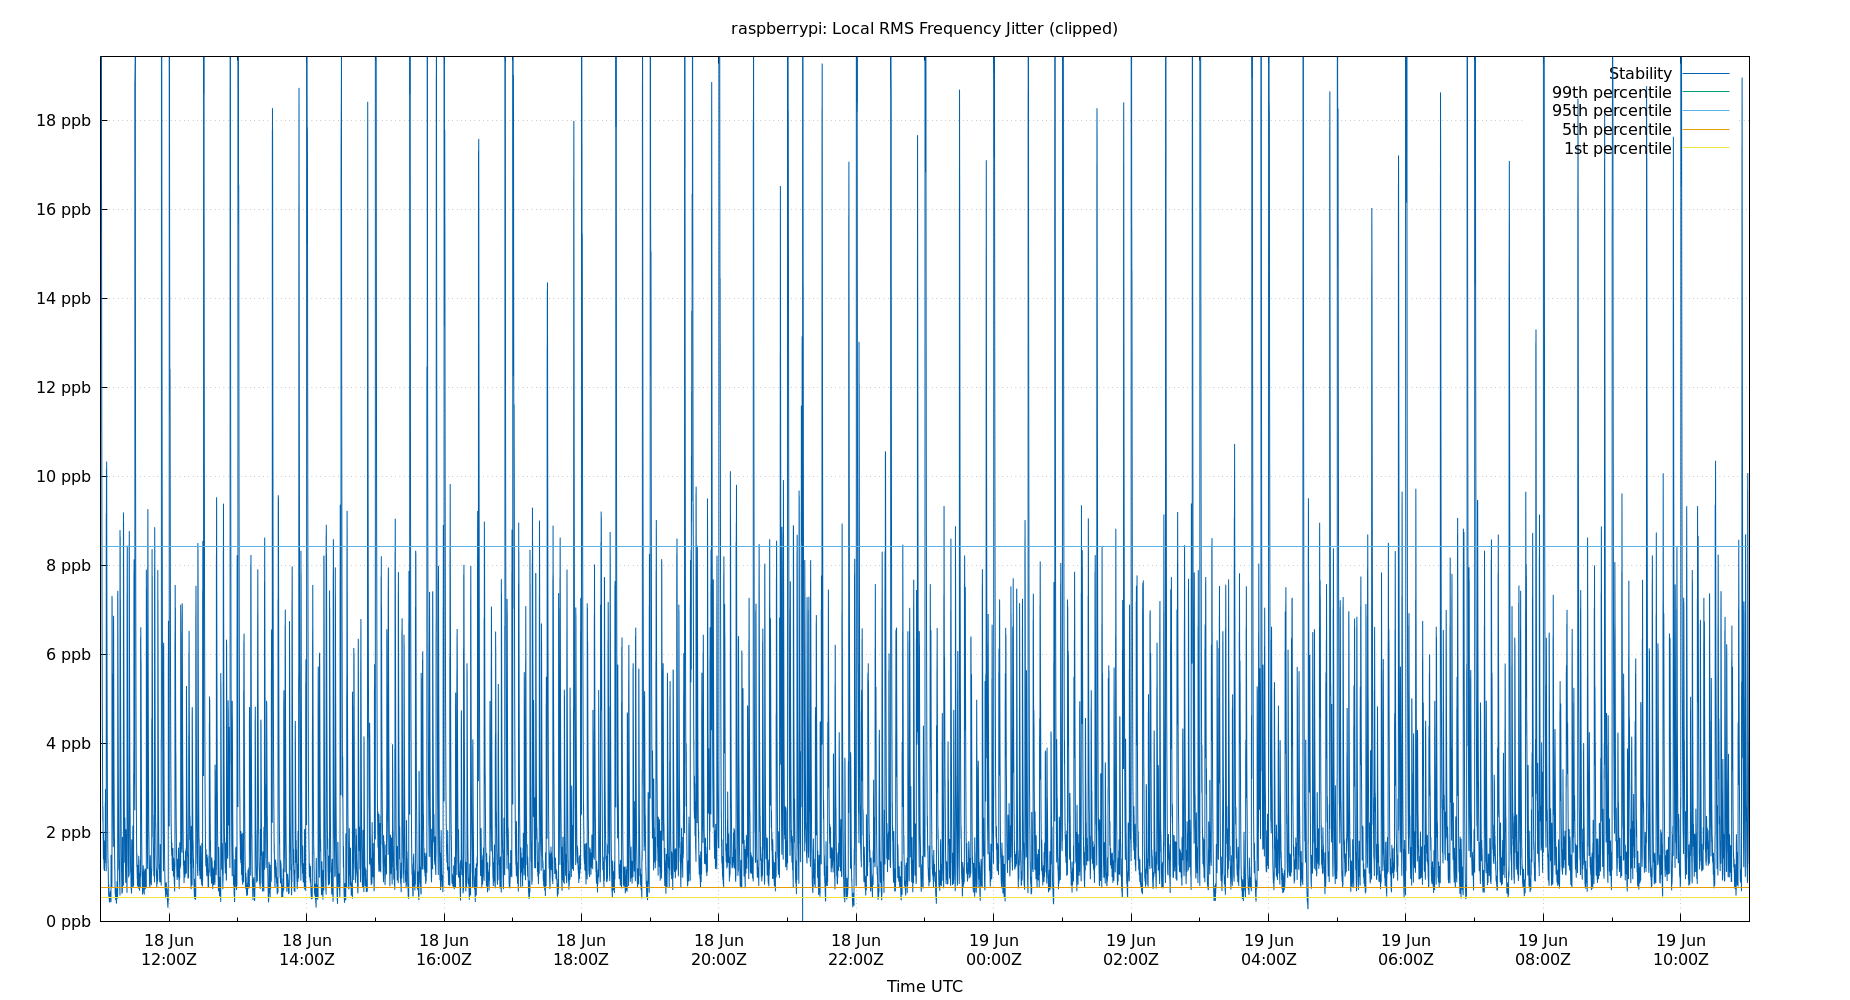 raspberrypi: Local RMS Frequency Jitter (clipped)
Stability
99th percentile
95th percentile
5th percentile
1st percentile
18 ppb
16 ppb
14 ppb
12 ppb
10 ppb
8 ppb
6 ppb
4 ppb
2 ppb
0 ppb
18 Jun 18 Jun 18 Jun 18 Jun 18 Jun 18 Jun 19 Jun 19 Jun 19 Jun 19 Jun 19 Jun 19 Jun
12:00Z 14:00Z 16:00Z 18:00Z 20:00Z 22:00Z 00:00Z 02:00Z 04:00Z 06:00Z 08:00Z 10:00Z
Time UTC